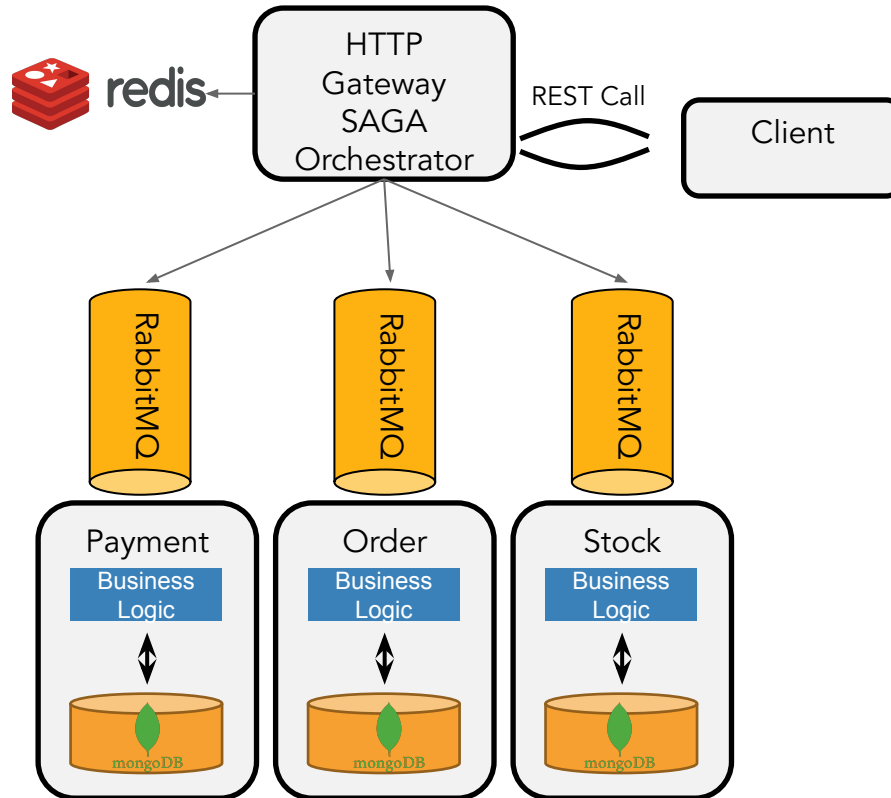 HTTP
Gateway
SAGA
Orchestrator
redis
REST Call
Client
RabbitMQ
RabbitMQ
RabbitMQ
Payment
Business
Logic
mongoDB
Order
Business
Logic
mongoDB
Stock
Business
Logic
mongoDB